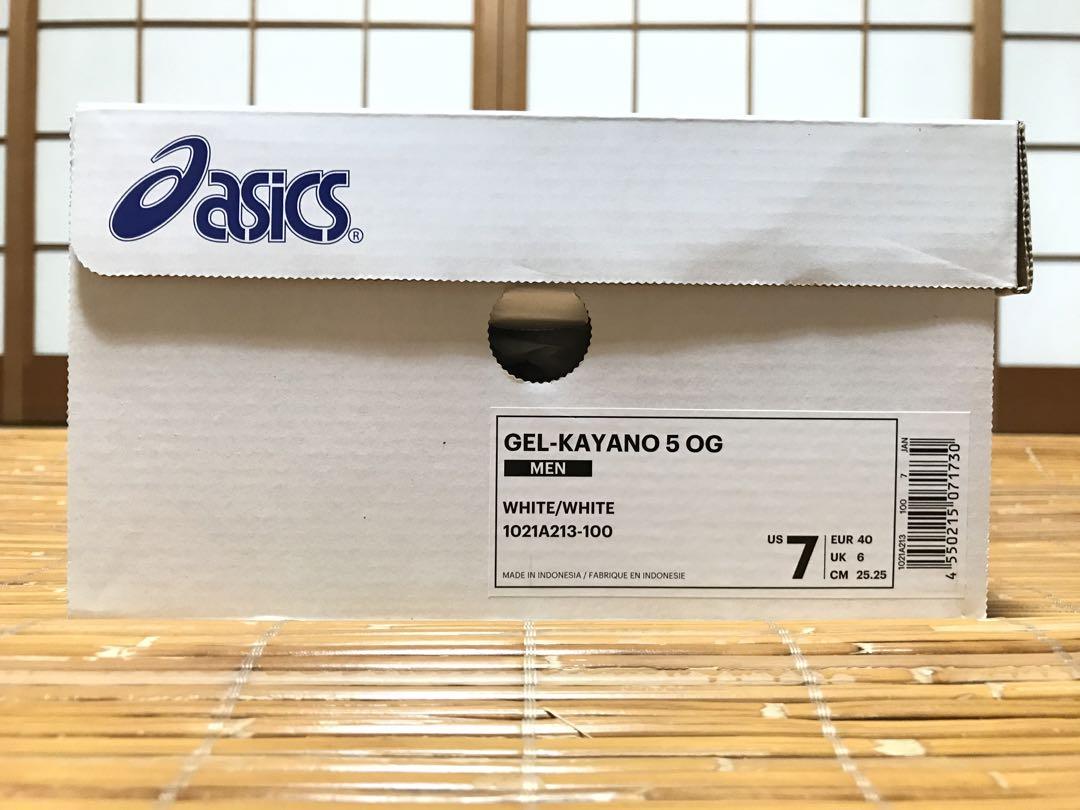 asics®
GEL-KAYANO 5 OG
MEN
WHITE/WHITE
1021A213-100
MADE IN INDONESIA / FABRIQUE EN INDONESIE
US 7
EUR 40
UK 6
CM 25.25
1021A213 100 7 JAN
4 550215 071730